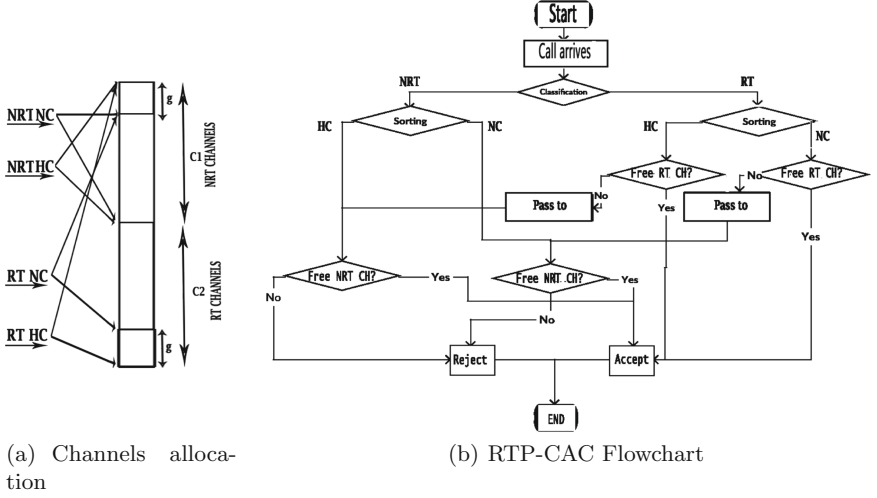 NRT NC
NRT HC
RT NC
RT HC
g
C1
NRT CHANNELS
C2
RT CHANNELS
g
(a) Channels alloca-
tion
Start
Call arrives
NRT
Classification
RT
HC
Sorting
NC
HC
Sorting
NC
Free RT CH?
No
Free RT CH?
No
Pass to
Pass to
Yes
Yes
Free NRT CH?
Yes
Free NRT CH?
Yes
No
No
Reject
Accept
END
(b) RTP-CAC Flowchart